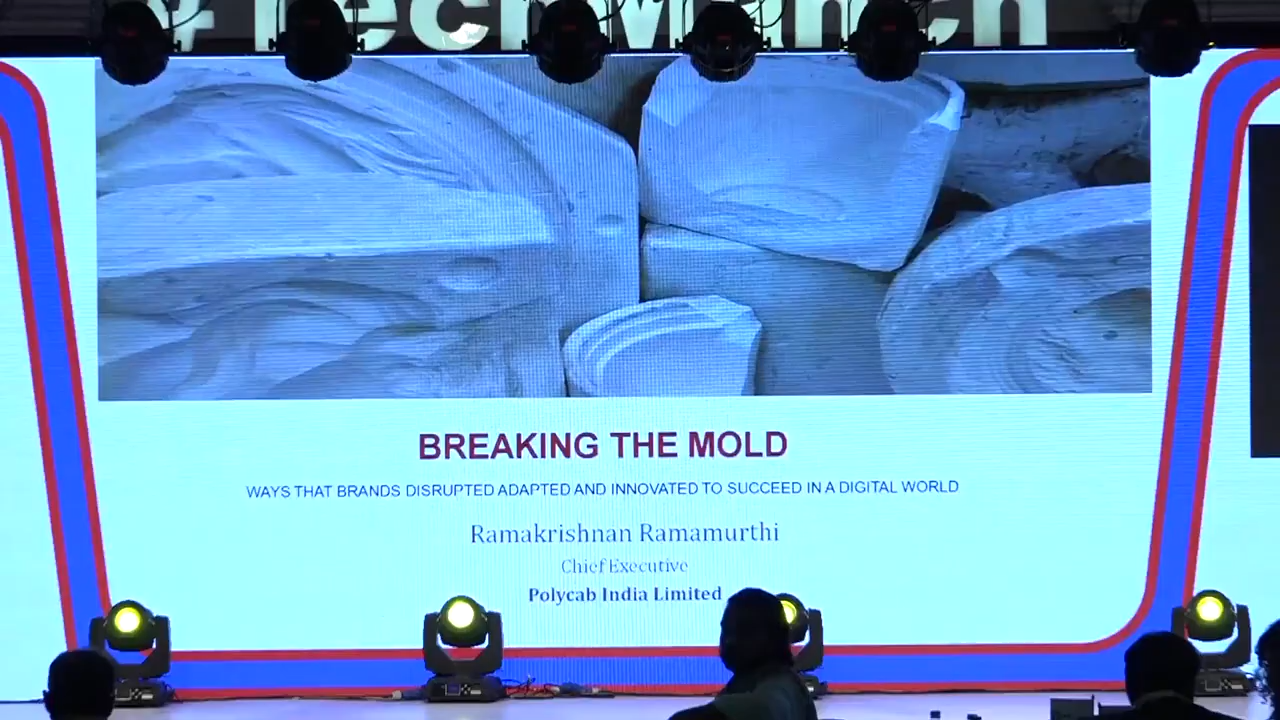 #TechMarch
BREAKING THE MOLD
WAYS THAT BRANDS DISRUPTED ADAPTED AND INNOVATED TO SUCCEED IN A DIGITAL WORLD
Ramakrishnan Ramamurthi
Chief Executive
Polycab India Limited